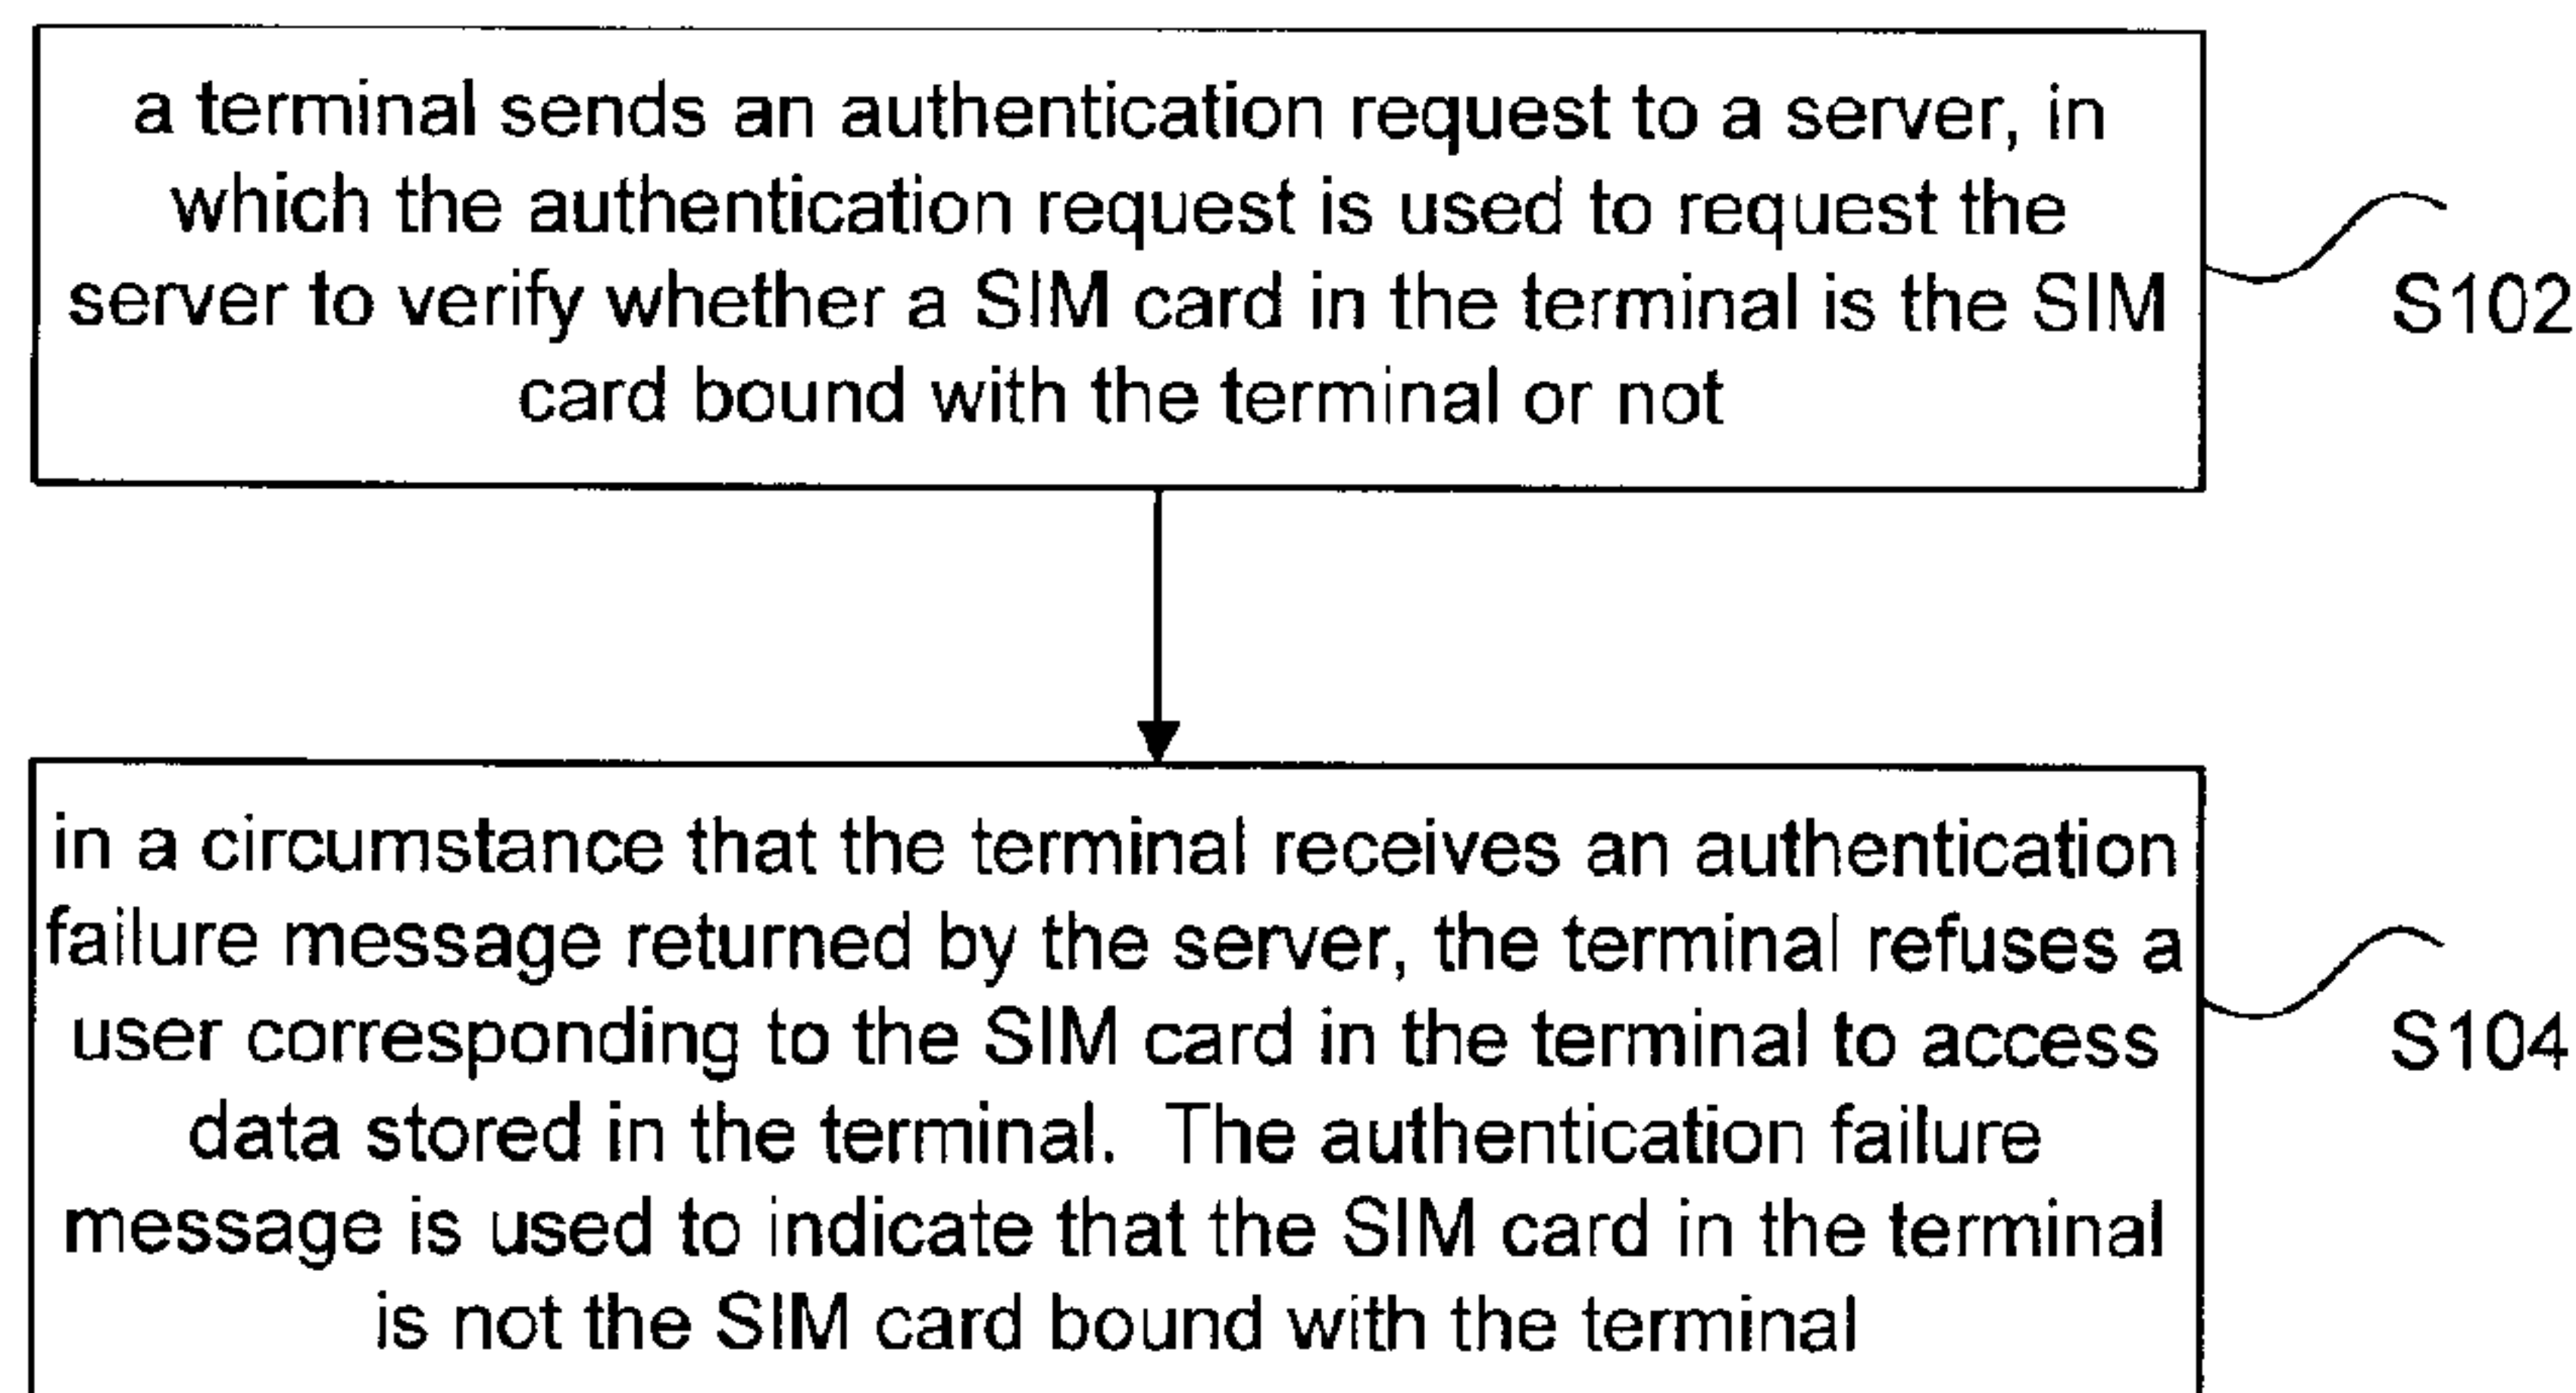 a terminal sends an authentication request to a server, in
which the authentication request is used to request the
server to verify whether a SIM card in the terminal is the SIM
card bound with the terminal or not
S102
in a circumstance that the terminal receives an authentication
failure message returned by the server, the terminal refuses a
user corresponding to the SIM card in the terminal to access
data stored in the terminal. The authentication failure
message is used to indicate that the SIM card in the terminal
is not the SIM card bound with the terminal
S104